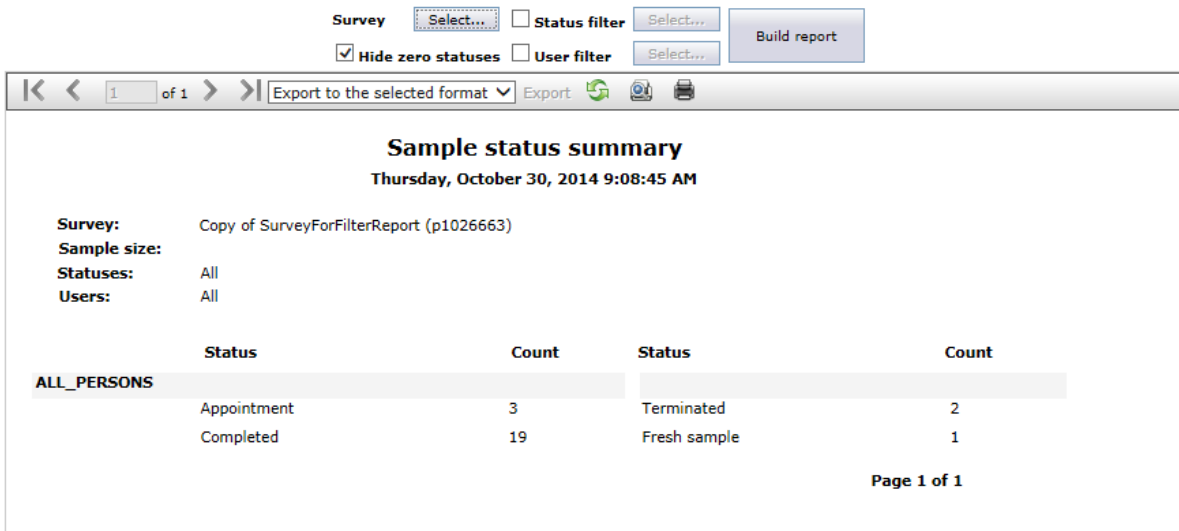 Survey Select... Status filter Select... Build report
Hide zero statuses User filter Select...
1 of 1 Export to the selected format Export
Sample status summary
Thursday, October 30, 2014 9:08:45 AM
Survey: Copy of SurveyForFilterReport (p1026663)
Sample size:
Statuses: All
Users: All
Status Count Status Count
ALL_PERSONS
Appointment 3 Terminated 2
Completed 19 Fresh sample 1
Page 1 of 1